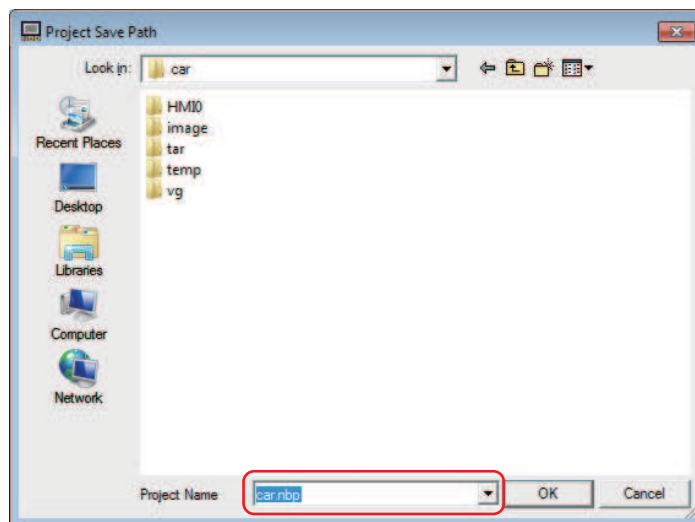 Project Save Path
Look in: car
HMI0
image
tar
temp
vg
Recent Places
Desktop
Libraries
Computer
Network
Project Name car.nbp OK Cancel